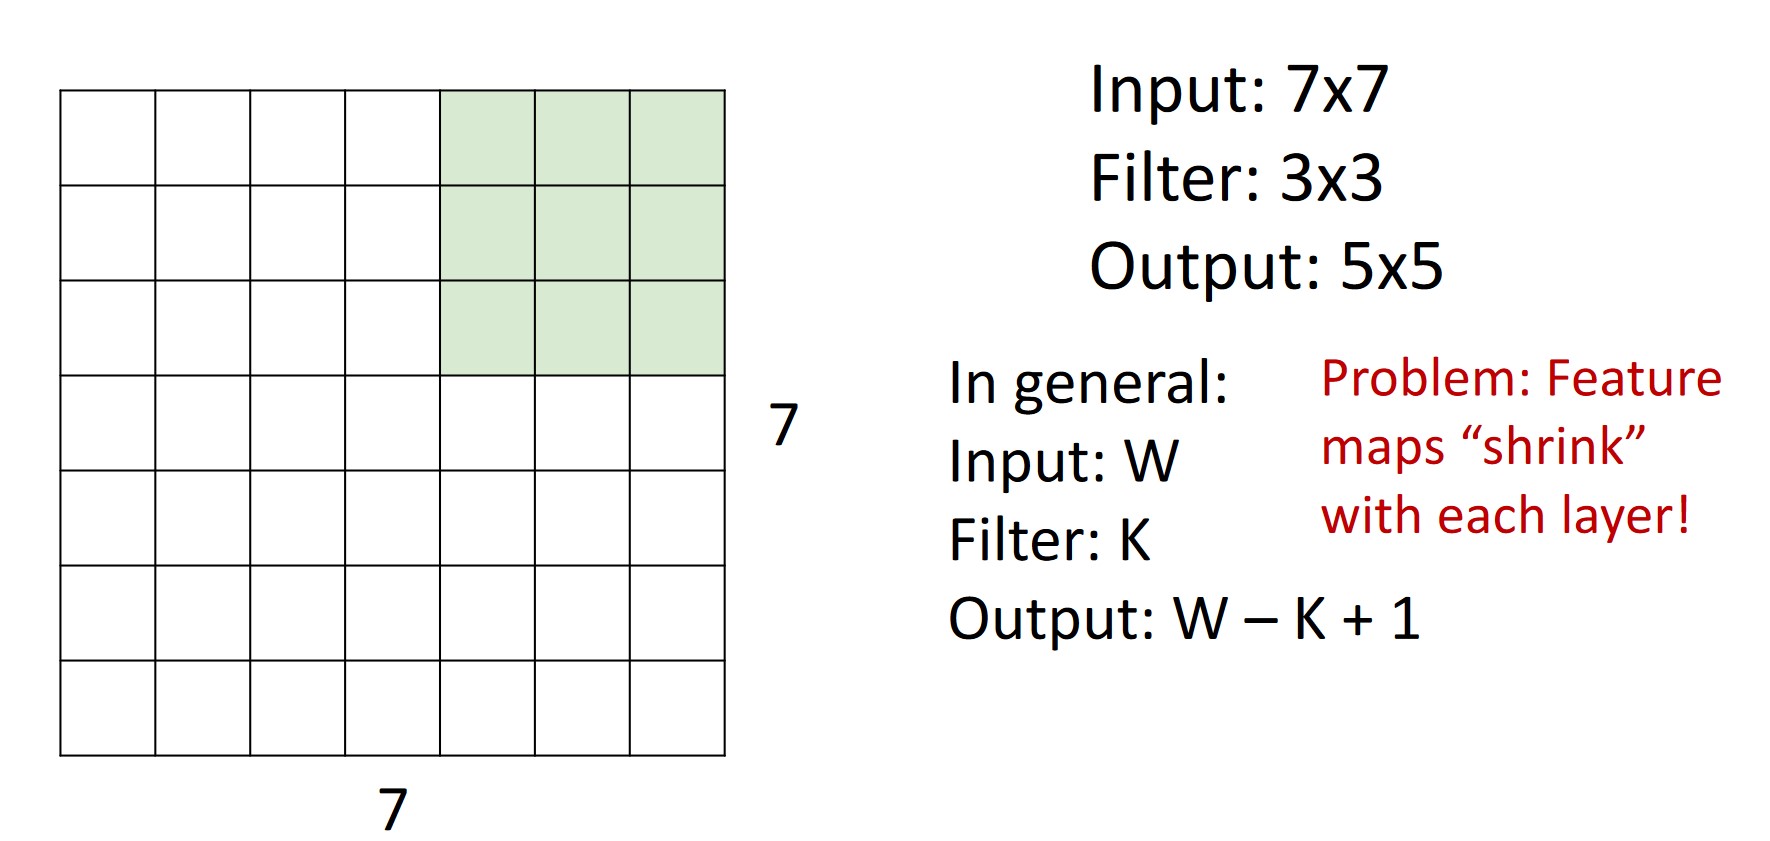 7
7
Input: 7x7
Filter: 3x3
Output: 5x5
In general:
Input: W
Filter: K
Output: W – K + 1
Problem: Feature
maps “shrink”
with each layer!